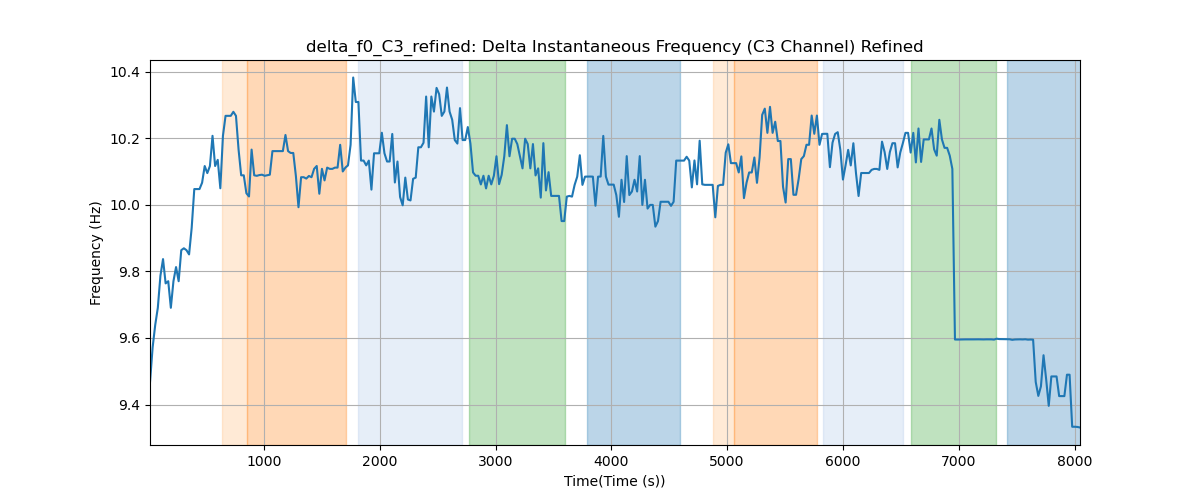 delta_f0_C3_refined: Delta Instantaneous Frequency (C3 Channel) Refined
10.4
10.2
10.0
9.8
9.6
9.4
Frequency (Hz)
1000 2000 3000 4000 5000 6000 7000 8000
Time(Time (s))